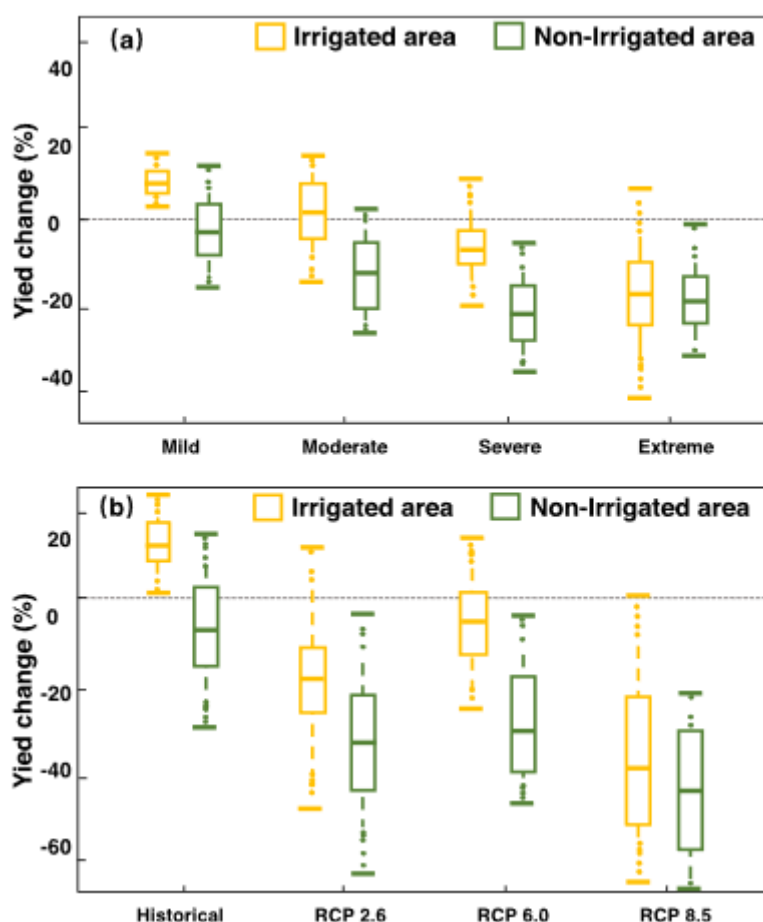 (a) Irrigated area Non-Irrigated area
40
20
0
-20
-40
Yied change (%)
Mild Moderate Severe Extreme
(b) Irrigated area Non-Irrigated area
20
0
-20
-40
-60
Yied change (%)
Historical RCP 2.6 RCP 6.0 RCP 8.5